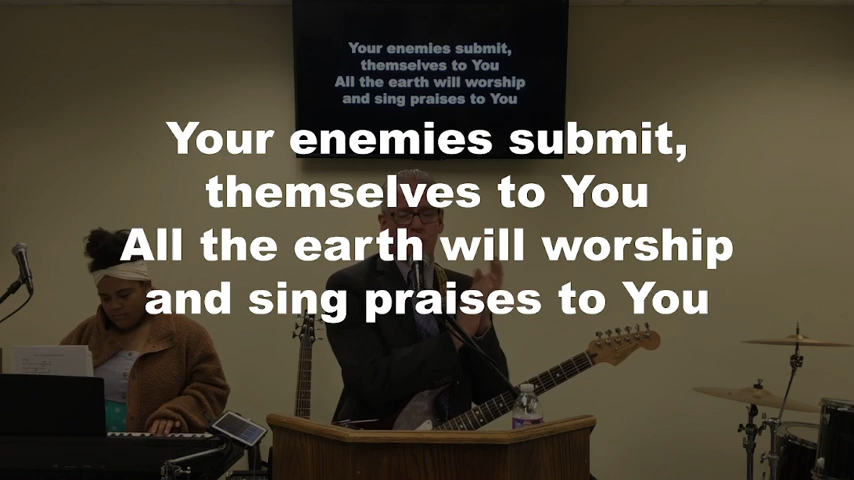 Your enemies submit,
themselves to You
All the earth will worship
and sing praises to You
Your enemies submit,
themselves to You
All the earth will worship
and sing praises to You